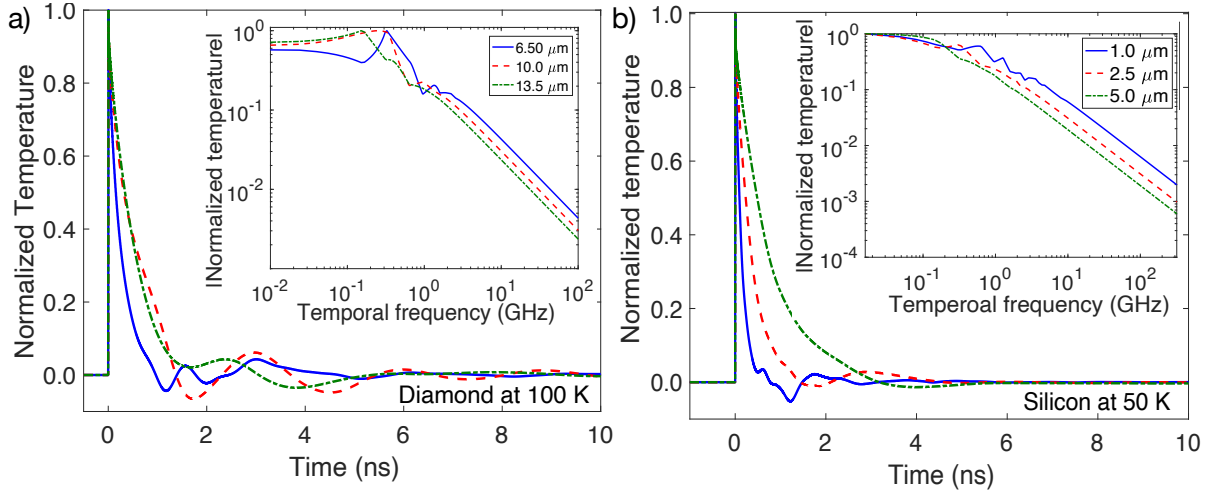 a)
Normalized Temperature
1.0
0.8
0.6
0.4
0.2
0.0
0
2
4
6
8
10
Time (ns)
Diamond at 100 K
|Normalized temperature|
10^0
10^-1
10^-2
10^-2
10^-1
10^0
10^1
10^2
Temporal frequency (GHz)
6.50 μm
10.0 μm
13.5 μm
b)
Normalized temperature
1.0
0.8
0.6
0.4
0.2
0.0
0
2
4
6
8
10
Time (ns)
Silicon at 50 K
|Normalized temperature|
10^0
10^-1
10^-2
10^-3
10^-4
10^-1
10^0
10^1
10^2
Temperoal frequency (GHz)
1.0 μm
2.5 μm
5.0 μm